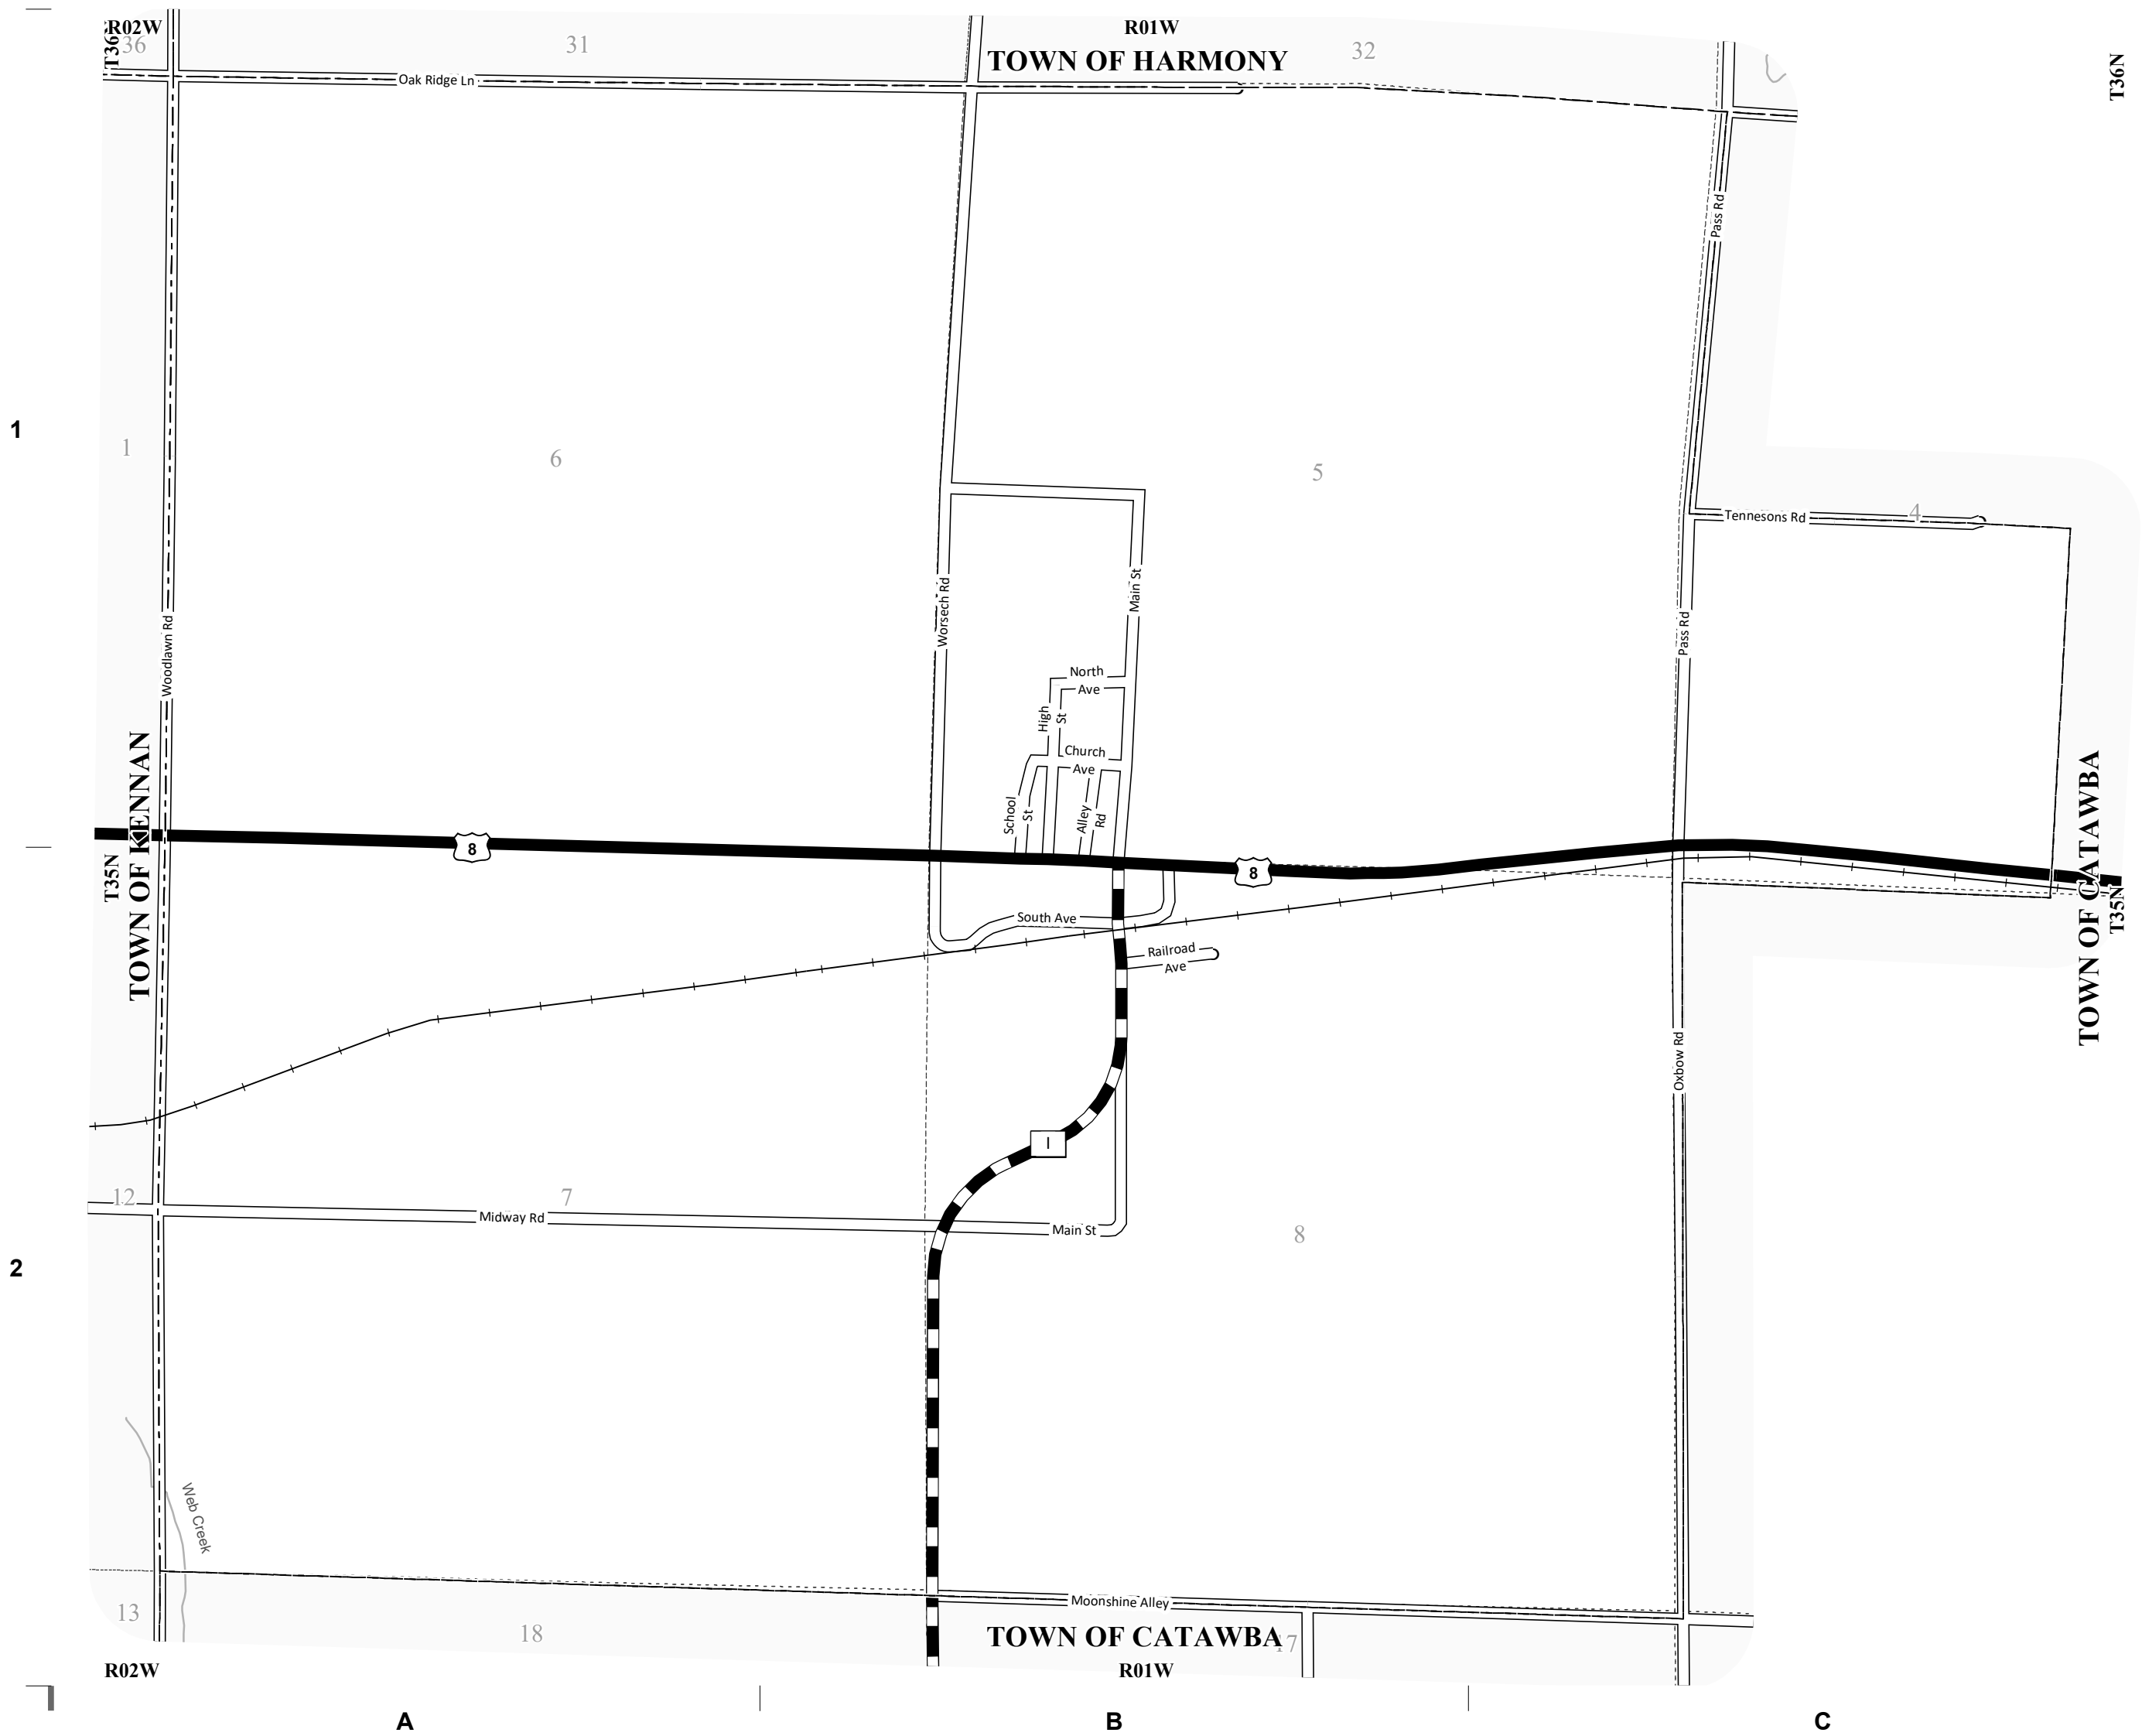 R02W
R01W
T36N
36
31
TOWN OF HARMONY
32
T36N
Oak Ridge Ln
Pass Rd
1
1
6
5
4
Tennesons Rd
Worsech Rd
Main St
Woodlawn Rd
Pass Rd
North
Ave
High
St
Church
Ave
School
St
Alley
Rd
TOWN OF KENNAN
TOWN OF CATAWBA
8
8
T35N
T35N
South Ave
Railroad
Ave
Oxbow Rd
I
12
7
Midway Rd
Main St
8
2
Web Creek
Moonshine Alley
13
18
TOWN OF CATAWBA
17
R02W
R01W
A
B
C